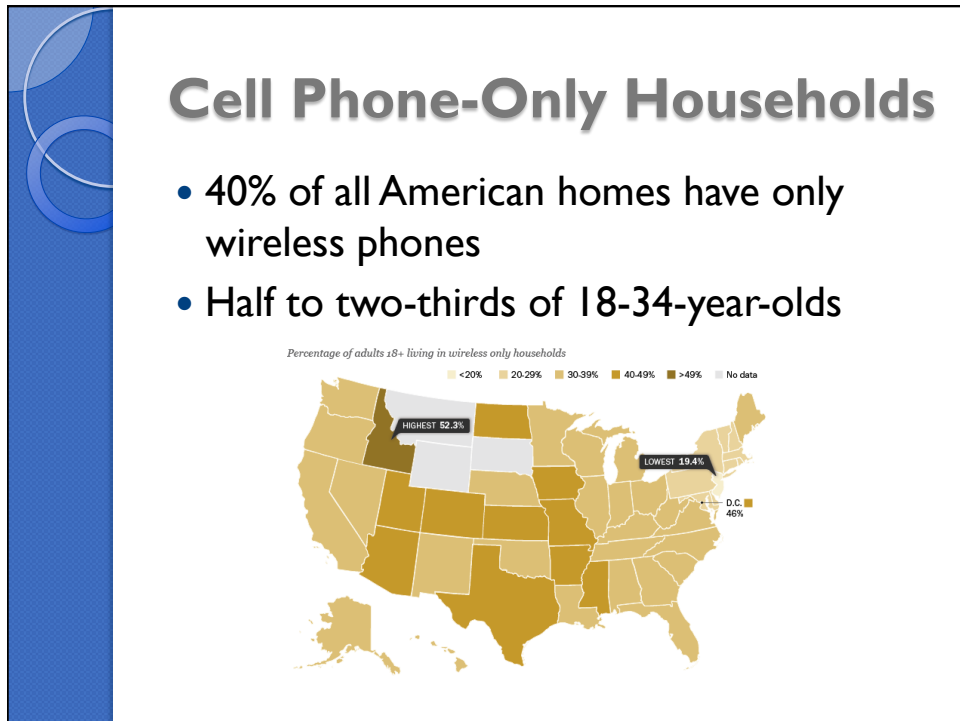 Cell Phone-Only Households
• 40% of all American homes have only
wireless phones
• Half to two-thirds of 18-34-year-olds
Percentage of adults 18+ living in wireless only households
<20% 20-29% 30-39% 40-49% >49% No data
HIGHEST 52.3%
LOWEST 19.4%
D.C.
46%